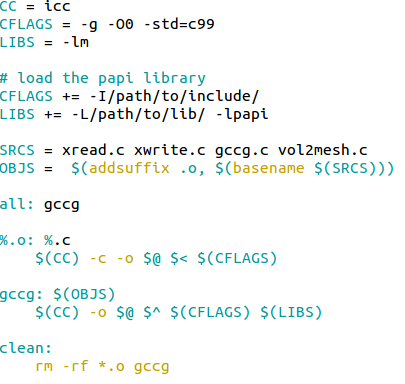 CC = icc
CFLAGS = -g -O0 -std=c99
LIBS = -lm
# load the papi library
CFLAGS += -I/path/to/include/
LIBS += -L/path/to/lib/ -lpapi
SRCS = xread.c xwrite.c gccg.c vol2mesh.c
OBJS =  $(addsuffix .o, $(basename $(SRCS)))
all: gccg
%.o: %.c
    $(CC) -c -o $@ $< $(CFLAGS)
gccg: $(OBJS)
    $(CC) -o $@ $^ $(CFLAGS) $(LIBS)
clean:
    rm -rf *.o gccg